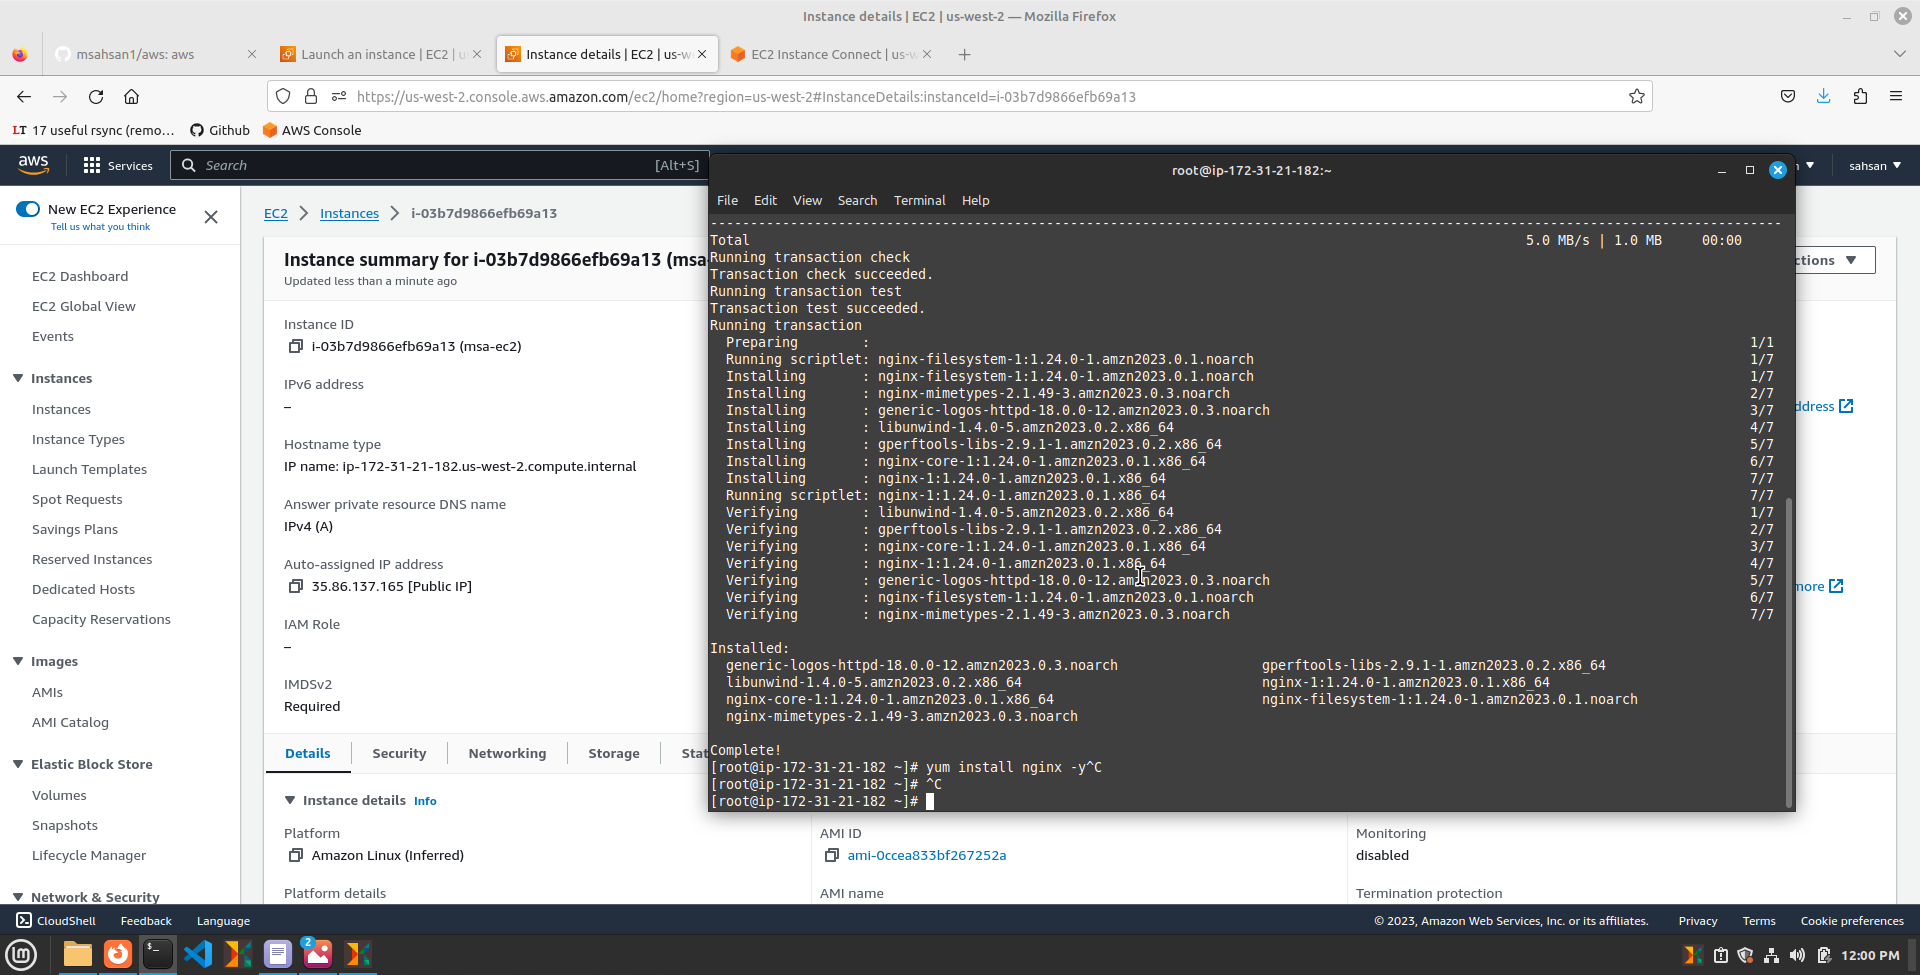 Instance details | EC2 | us-west-2 — Mozilla Firefox
msahsan1/aws: aws
Launch an instance | EC2 | u
Instance details | EC2 | us-w
EC2 Instance Connect | us-w
https://us-west-2.console.aws.amazon.com/ec2/home?region=us-west-2#InstanceDetails:instanceId=i-03b7d9866efb69a13
LT 17 useful rsync (remo…
Github
AWS Console
aws
Services
Search
[Alt+S]
sahsan
New EC2 Experience
Tell us what you think
EC2 Dashboard
EC2 Global View
Events
Instances
Instances
Instance Types
Launch Templates
Spot Requests
Savings Plans
Reserved Instances
Dedicated Hosts
Capacity Reservations
Images
AMIs
AMI Catalog
Elastic Block Store
Volumes
Snapshots
Lifecycle Manager
Network & Security
EC2 > Instances > i-03b7d9866efb69a13
Instance summary for i-03b7d9866efb69a13 (msa-
Updated less than a minute ago
ctions
Instance ID
i-03b7d9866efb69a13 (msa-ec2)
IPv6 address
–
ddress
Hostname type
IP name: ip-172-31-21-182.us-west-2.compute.internal
Answer private resource DNS name
IPv4 (A)
Auto-assigned IP address
35.86.137.165 [Public IP]
more
IAM Role
–
IMDSv2
Required
Details
Security
Networking
Storage
Stat
Instance details Info
Platform
Amazon Linux (Inferred)
Platform details
AMI ID
ami-0ccea833bf267252a
AMI name
Monitoring
disabled
Termination protection
root@ip-172-31-21-182:~
File Edit View Search Terminal Help
Total 5.0 MB/s | 1.0 MB 00:00
Running transaction check
Transaction check succeeded.
Running transaction test
Transaction test succeeded.
Running transaction
Preparing : 1/1
Running scriptlet: nginx-filesystem-1:1.24.0-1.amzn2023.0.1.noarch 1/7
Installing : nginx-filesystem-1:1.24.0-1.amzn2023.0.1.noarch 1/7
Installing : nginx-mimetypes-2.1.49-3.amzn2023.0.3.noarch 2/7
Installing : generic-logos-httpd-18.0.0-12.amzn2023.0.3.noarch 3/7
Installing : libunwind-1.4.0-5.amzn2023.0.2.x86_64 4/7
Installing : gperftools-libs-2.9.1-1.amzn2023.0.2.x86_64 5/7
Installing : nginx-core-1:1.24.0-1.amzn2023.0.1.x86_64 6/7
Installing : nginx-1:1.24.0-1.amzn2023.0.1.x86_64 7/7
Running scriptlet: nginx-1:1.24.0-1.amzn2023.0.1.x86_64 7/7
Verifying : libunwind-1.4.0-5.amzn2023.0.2.x86_64 1/7
Verifying : gperftools-libs-2.9.1-1.amzn2023.0.2.x86_64 2/7
Verifying : nginx-core-1:1.24.0-1.amzn2023.0.1.x86_64 3/7
Verifying : nginx-1:1.24.0-1.amzn2023.0.1.x86_64 4/7
Verifying : generic-logos-httpd-18.0.0-12.amzn2023.0.3.noarch 5/7
Verifying : nginx-filesystem-1:1.24.0-1.amzn2023.0.1.noarch 6/7
Verifying : nginx-mimetypes-2.1.49-3.amzn2023.0.3.noarch 7/7
Installed:
generic-logos-httpd-18.0.0-12.amzn2023.0.3.noarch gperftools-libs-2.9.1-1.amzn2023.0.2.x86_64
libunwind-1.4.0-5.amzn2023.0.2.x86_64 nginx-1:1.24.0-1.amzn2023.0.1.x86_64
nginx-core-1:1.24.0-1.amzn2023.0.1.x86_64 nginx-filesystem-1:1.24.0-1.amzn2023.0.1.noarch
nginx-mimetypes-2.1.49-3.amzn2023.0.3.noarch
Complete!
[root@ip-172-31-21-182 ~]# yum install nginx -y^C
[root@ip-172-31-21-182 ~]# ^C
[root@ip-172-31-21-182 ~]#
CloudShell
Feedback
Language
© 2023, Amazon Web Services, Inc. or its affiliates.
Privacy
Terms
Cookie preferences
2
12:00 PM